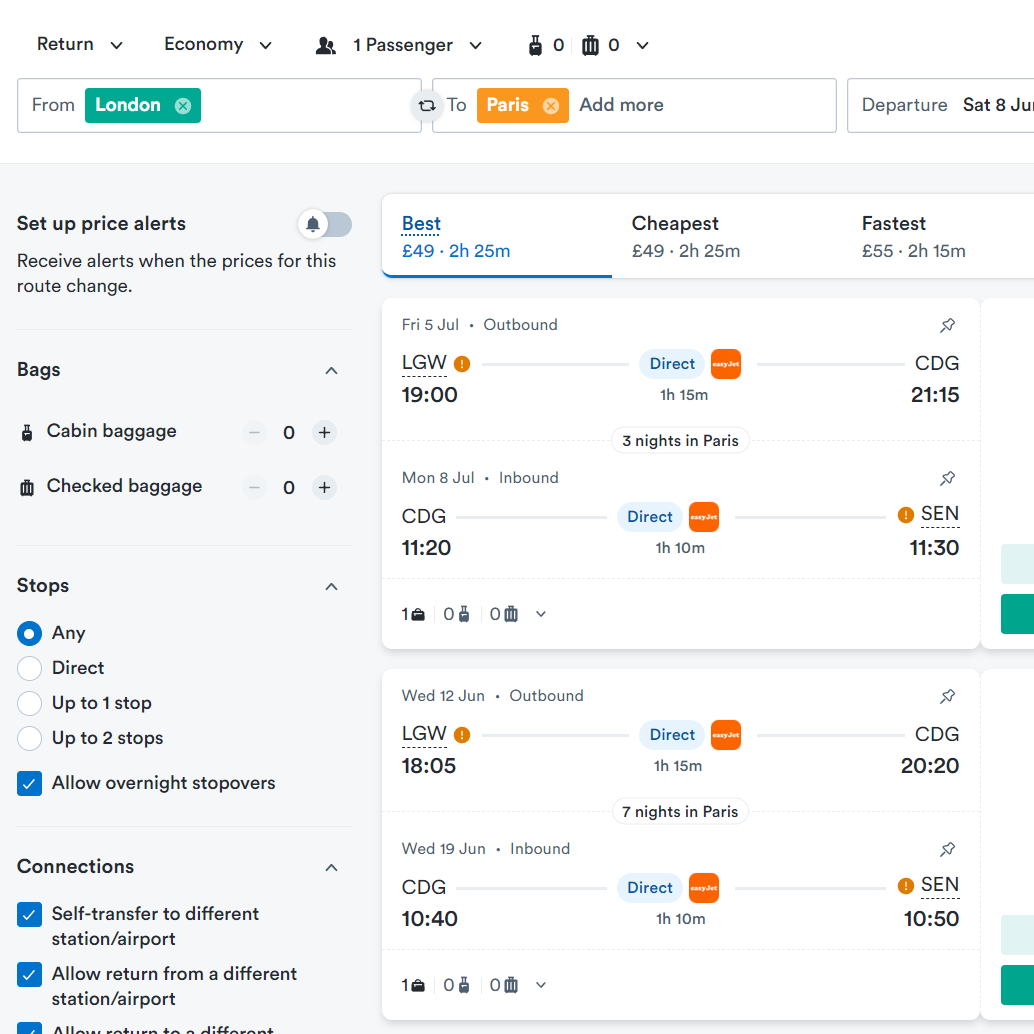 Return Economy 1 Passenger 0 0
From London To Paris Add more Departure Sat 8 Jun
Set up price alerts
Receive alerts when the prices for this
route change.
Bags
Cabin baggage 0
Checked baggage 0
Stops
Any
Direct
Up to 1 stop
Up to 2 stops
Allow overnight stopovers
Connections
Self-transfer to different
station/airport
Allow return from a different
station/airport
Allow return to a different
Best Cheapest Fastest
£49 · 2h 25m £49 · 2h 25m £55 · 2h 15m
Fri 5 Jul • Outbound
LGW Direct easyJet CDG
19:00 1h 15m 21:15
3 nights in Paris
Mon 8 Jul • Inbound
CDG Direct easyJet SEN
11:20 1h 10m 11:30
1 0 0
Wed 12 Jun • Outbound
LGW Direct easyJet CDG
18:05 1h 15m 20:20
7 nights in Paris
Wed 19 Jun • Inbound
CDG Direct easyJet SEN
10:40 1h 10m 10:50
1 0 0